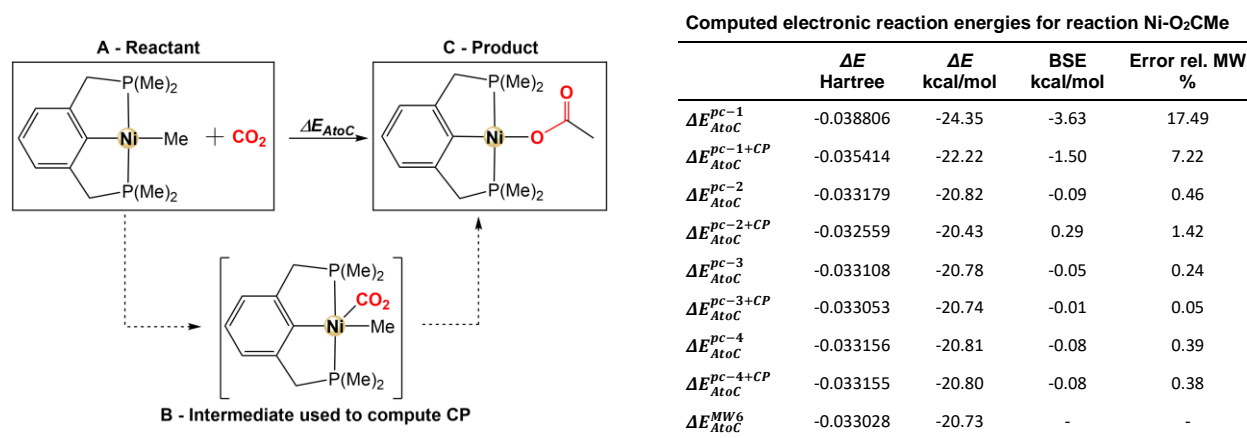 A - Reactant
P(Me)₂
Ni
Me
P(Me)₂
+ CO₂
ΔE_AtoC
C - Product
P(Me)₂
Ni
O
O
P(Me)₂
P(Me)₂
CO₂
Ni
Me
P(Me)₂
B - Intermediate used to compute CP
Computed electronic reaction energies for reaction Ni-O₂CMe
ΔE Hartree ΔE kcal/mol BSE kcal/mol Error rel. MW %
ΔE^{pc-1}_{AtoC} -0.038806 -24.35 -3.63 17.49
ΔE^{pc-1+CP}_{AtoC} -0.035414 -22.22 -1.50 7.22
ΔE^{pc-2}_{AtoC} -0.033179 -20.82 -0.09 0.46
ΔE^{pc-2+CP}_{AtoC} -0.032559 -20.43 0.29 1.42
ΔE^{pc-3}_{AtoC} -0.033108 -20.78 -0.05 0.24
ΔE^{pc-3+CP}_{AtoC} -0.033053 -20.74 -0.01 0.05
ΔE^{pc-4}_{AtoC} -0.033156 -20.81 -0.08 0.39
ΔE^{pc-4+CP}_{AtoC} -0.033155 -20.80 -0.08 0.38
ΔE^{MW6}_{AtoC} -0.033028 -20.73 - -